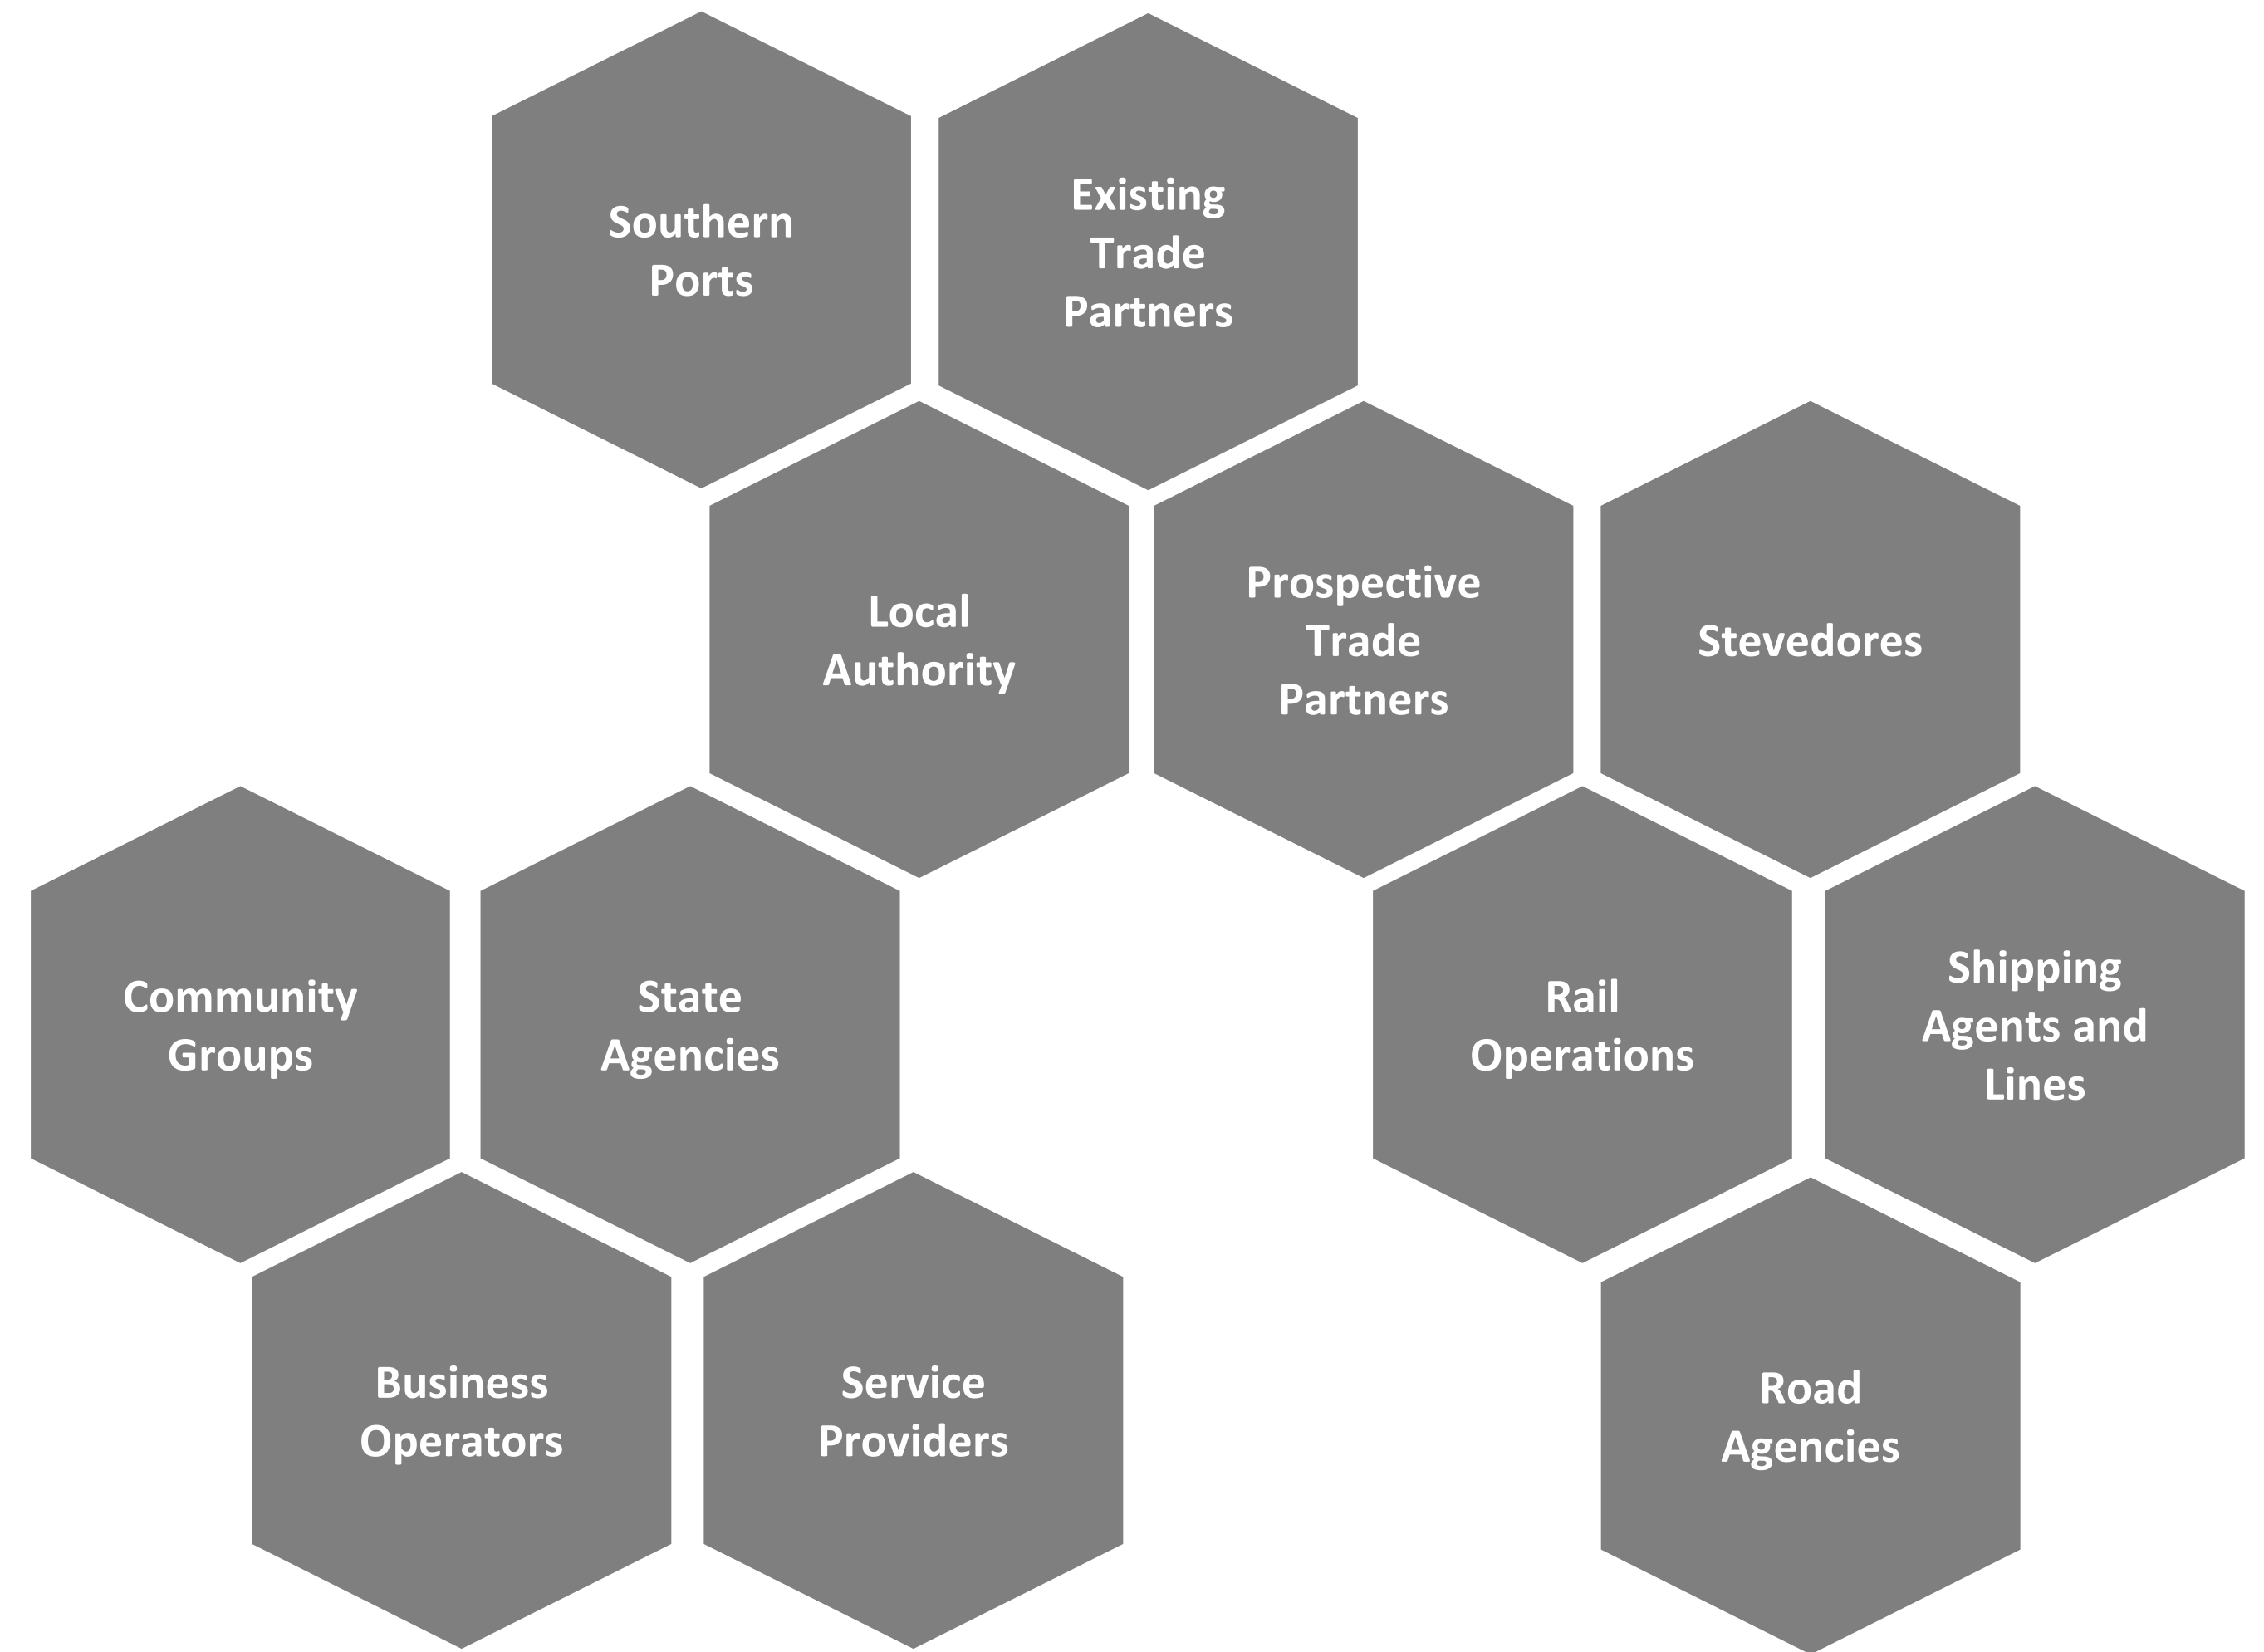 Southern
Ports
Existing
Trade
Partners
Local
Authority
Prospective
Trade
Partners
Stevedores
Community
Groups
State
Agencies
Rail
Operations
Shipping
Agents and
Lines
Business
Operators
Service
Providers
Road
Agencies